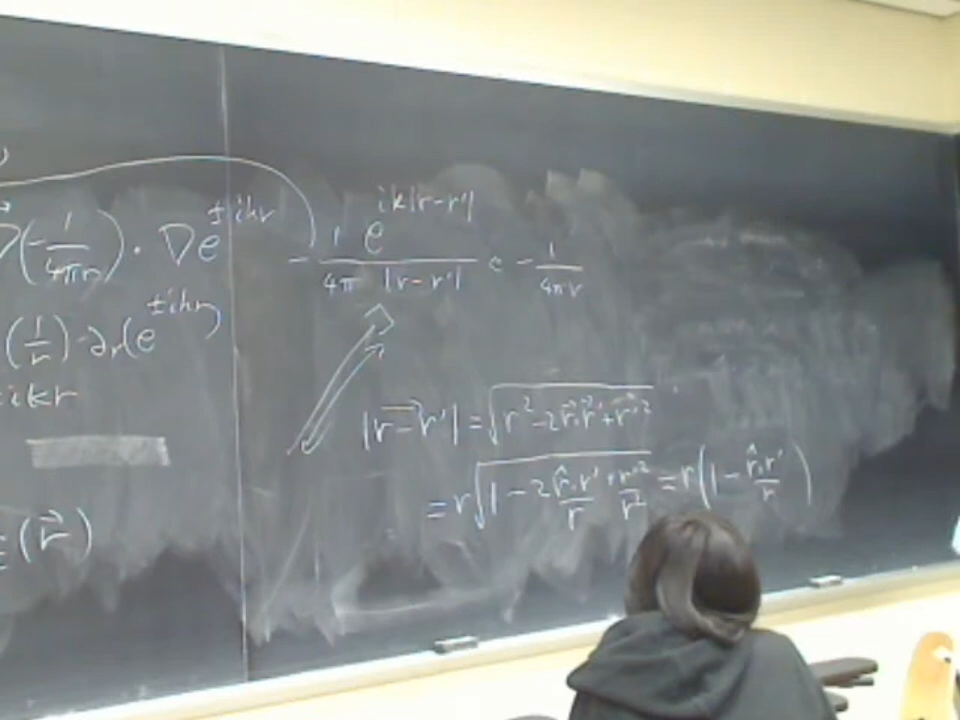 ∇⃗(-1/4πr) · ∇e^{±ikr}
(1/r) · ∂r(e^{±ikr})
ikr
(r⃗)
- 1/4π e^{ik|r-r'|}/|r-r'| ≈ - 1/4πr
|r⃗-r'| = √(r² - 2r⃗·r⃗' + r⃗'²)
= r√(1 - 2 r̂·r'/r + r'²/r²) = r(1 - r̂·r'/r)